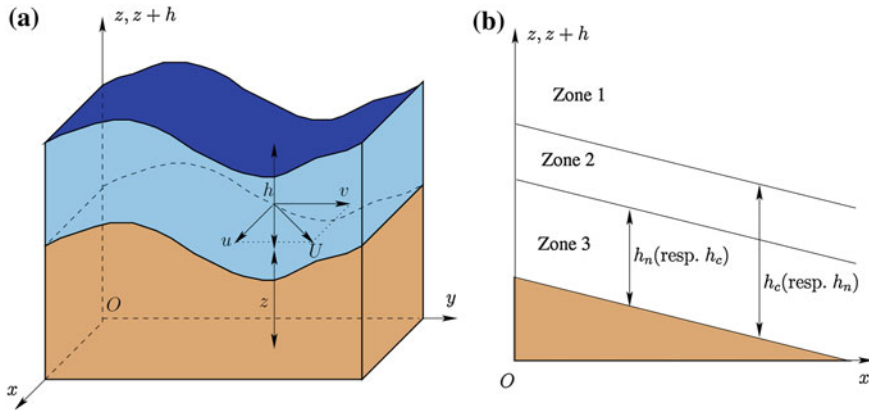 (a)
z, z + h
h
v
u
U
z
O
y
x
(b)
z, z + h
Zone 1
Zone 2
Zone 3
h_n(resp. h_c)
h_c(resp. h_n)
O
x